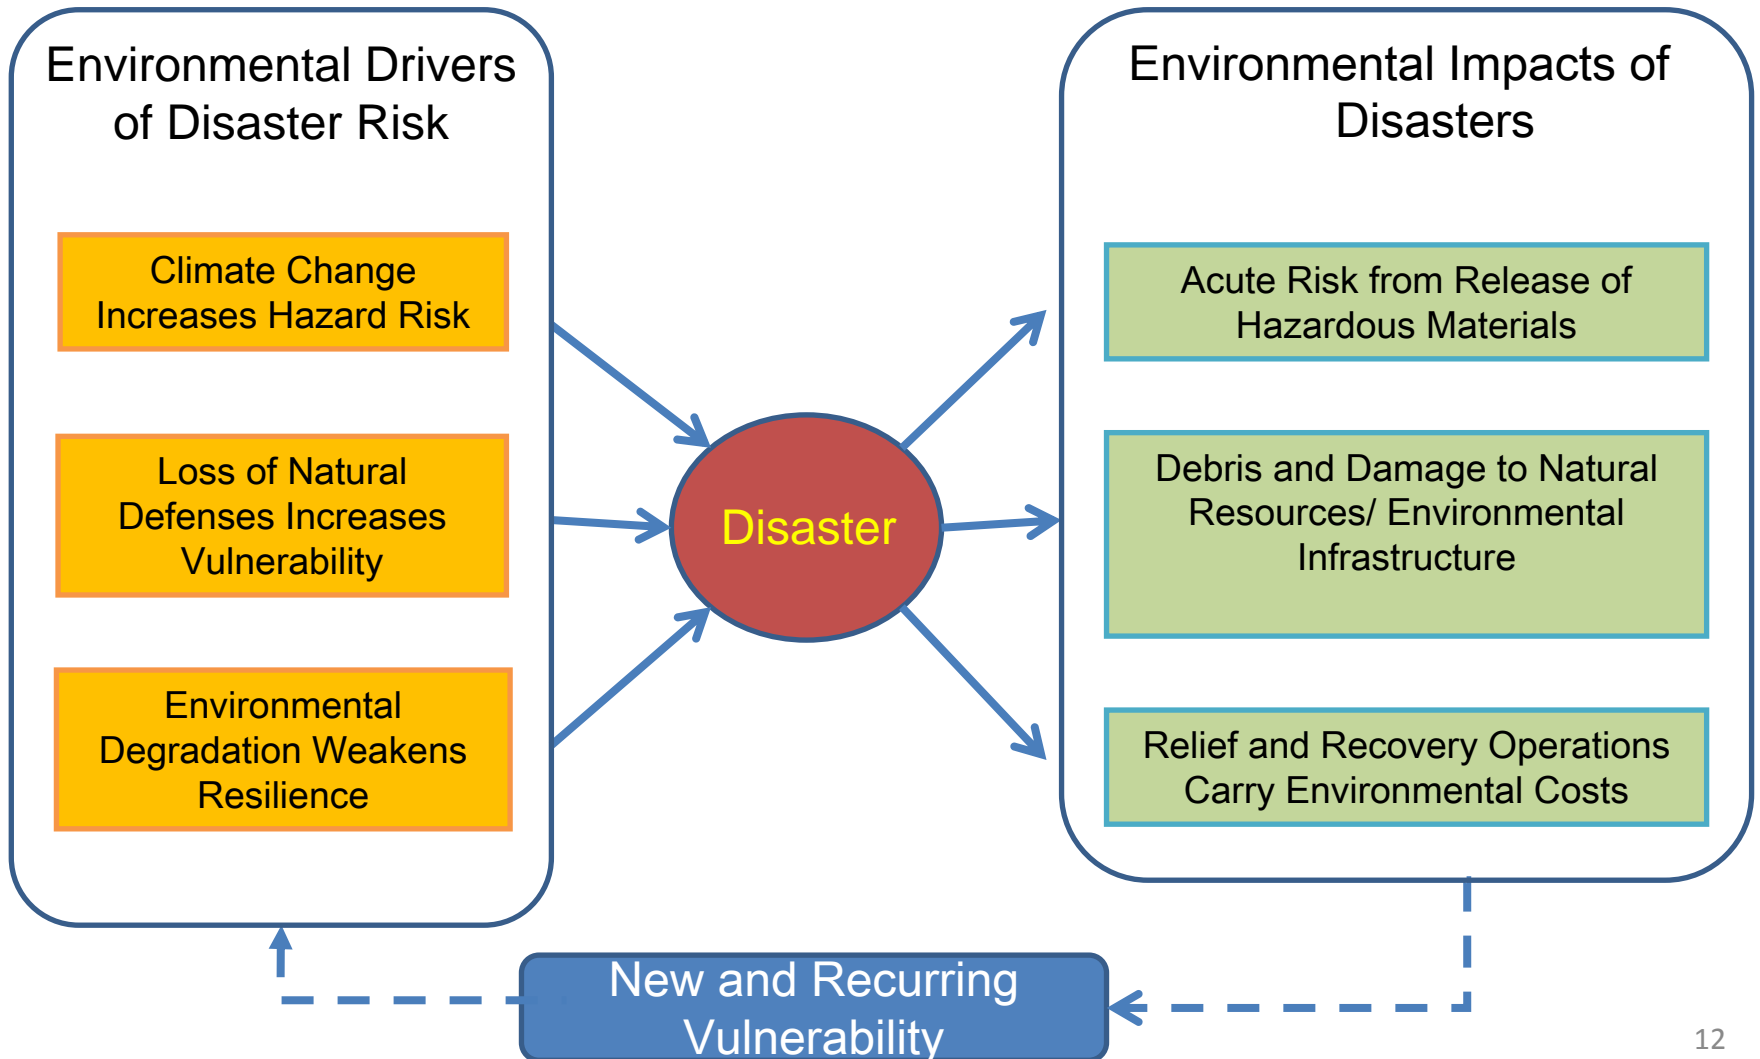 Environmental Drivers
of Disaster Risk
Climate Change
Increases Hazard Risk
Loss of Natural
Defenses Increases
Vulnerability
Environmental
Degradation Weakens
Resilience
Disaster
Environmental Impacts of
Disasters
Acute Risk from Release of
Hazardous Materials
Debris and Damage to Natural
Resources/ Environmental
Infrastructure
Relief and Recovery Operations
Carry Environmental Costs
New and Recurring
Vulnerability
12